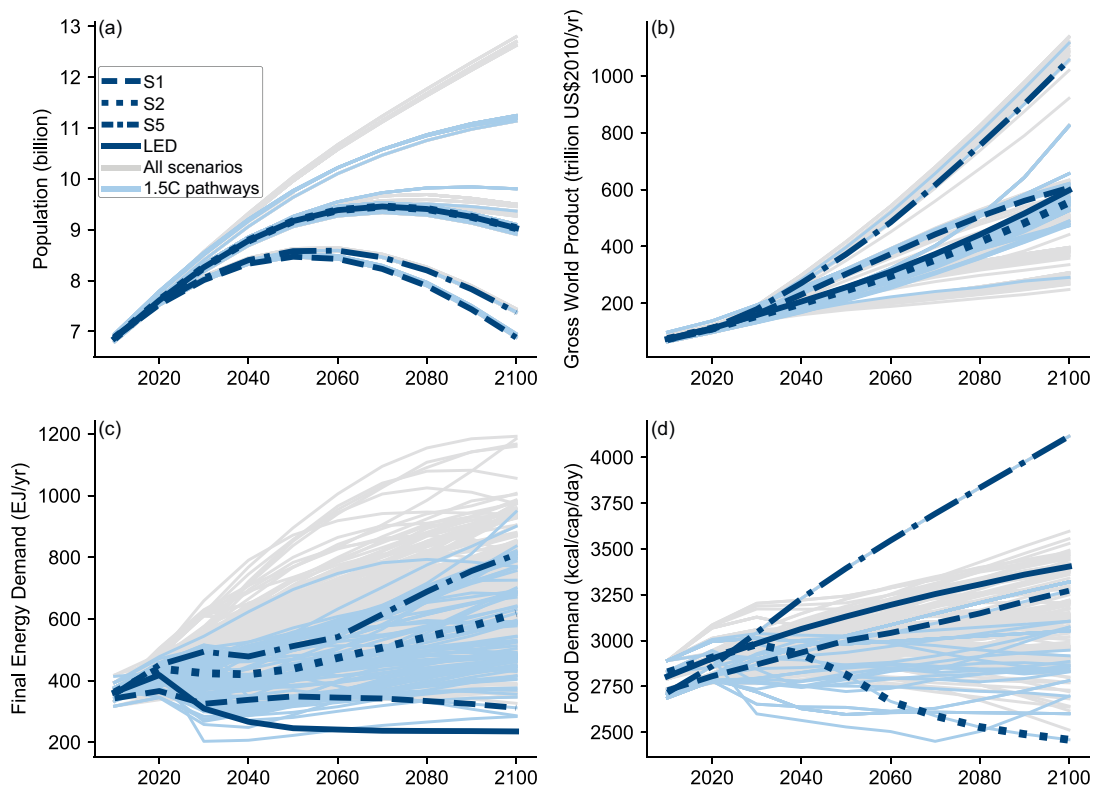 (a)
Population (billion)
13
12
11
10
9
8
7
S1
S2
S5
LED
All scenarios
1.5C pathways
2020 2040 2060 2080 2100
(b)
Gross World Product (trillion US$2010/yr)
1000
800
600
400
200
2020 2040 2060 2080 2100
(c)
Final Energy Demand (EJ/yr)
1200
1000
800
600
400
200
2020 2040 2060 2080 2100
(d)
Food Demand (kcal/cap/day)
4000
3750
3500
3250
3000
2750
2500
2020 2040 2060 2080 2100